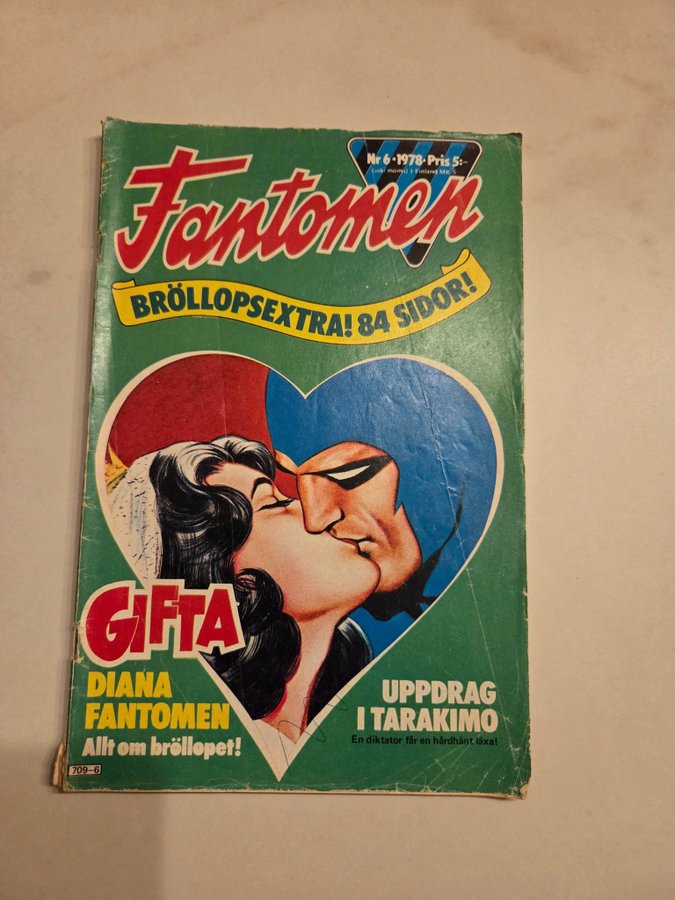 Nr 6 · 1978 · Pris 5:-
(inkl moms) I Finland Mk
Fantomen
BRÖLLOPSEXTRA! 84 SIDOR!
GIFTA
DIANA
FANTOMEN
Allt om bröllopet!
UPPDRAG
I TARAKIMO
En diktator får en hårdhänt läxa!
709-6